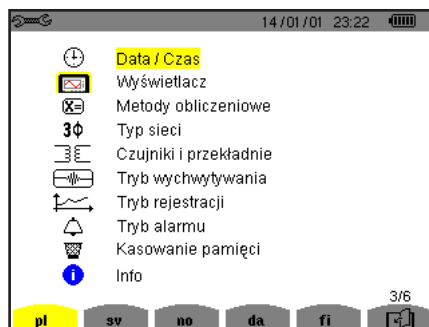 14/01/01 23:22
Data / Czas
Wyświetlacz
X= Metody obliczeniowe
3Φ Typ sieci
Czujniki i przekładnie
Tryb wychwytywania
Tryb rejestracji
Tryb alarmu
Kasowanie pamięci
i Info
3/6
pl sv no da fi